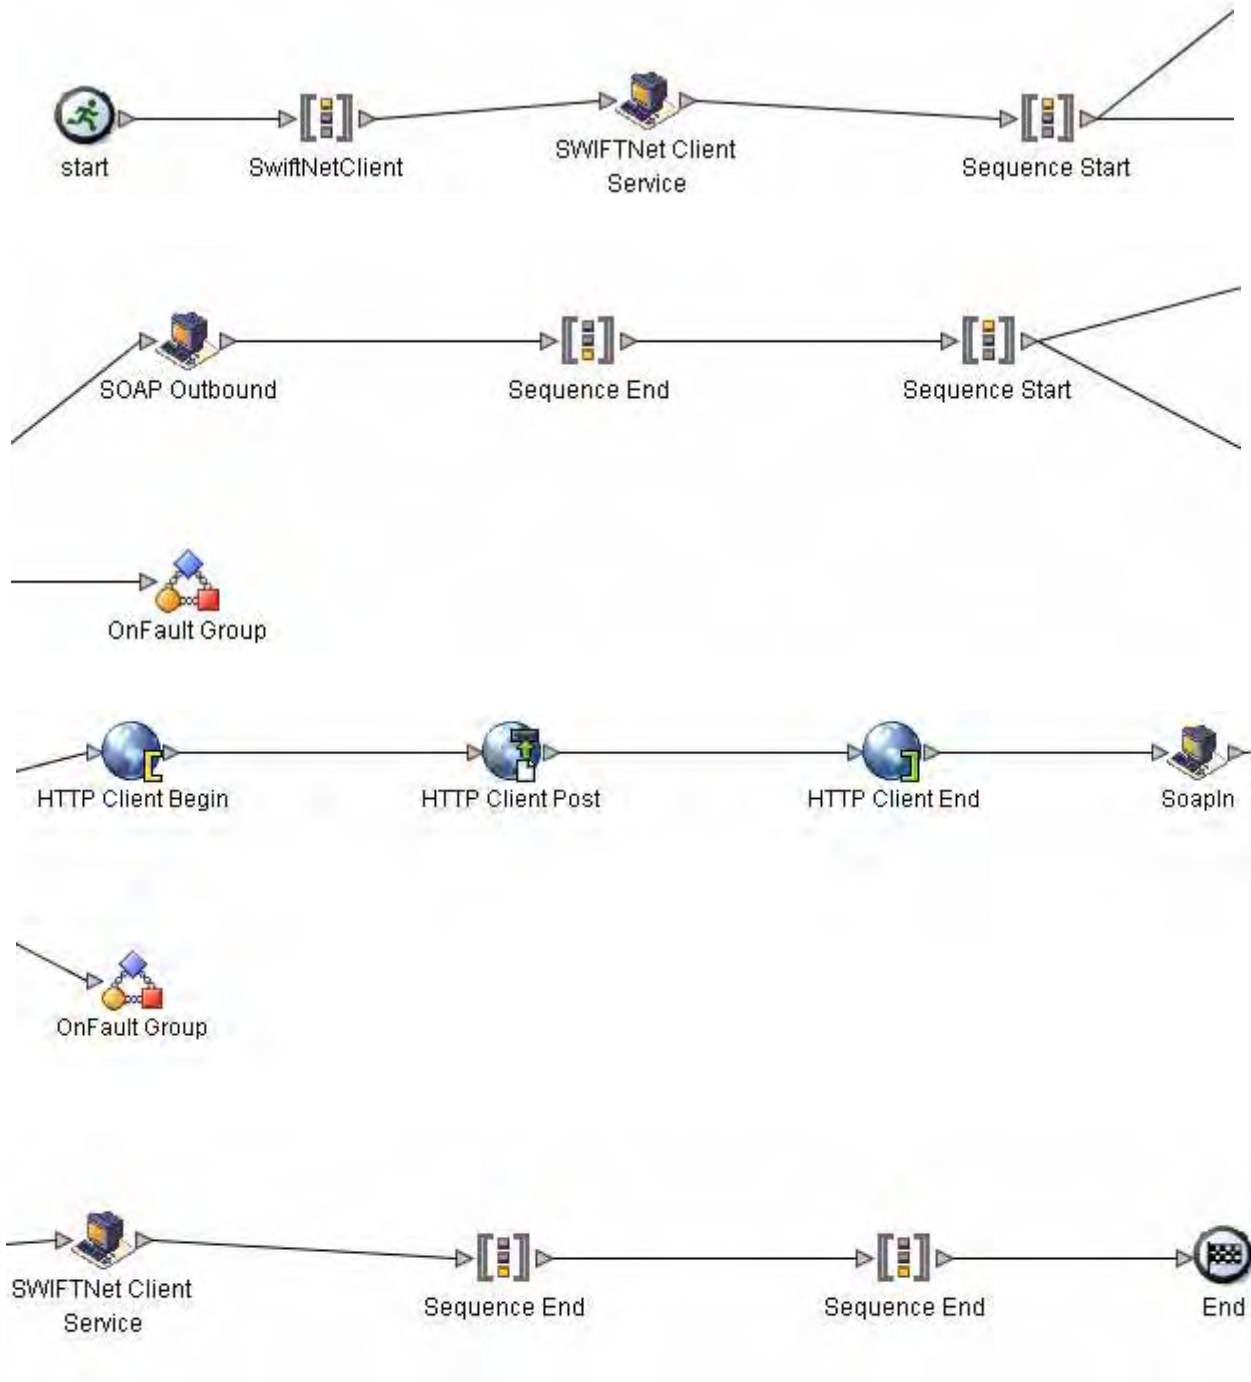 start
SwiftNetClient
SWIFTNet Client
Service
Sequence Start
SOAP Outbound
Sequence End
Sequence Start
OnFault Group
HTTP Client Begin
HTTP Client Post
HTTP Client End
SoapIn
OnFault Group
SWIFTNet Client
Service
Sequence End
Sequence End
End